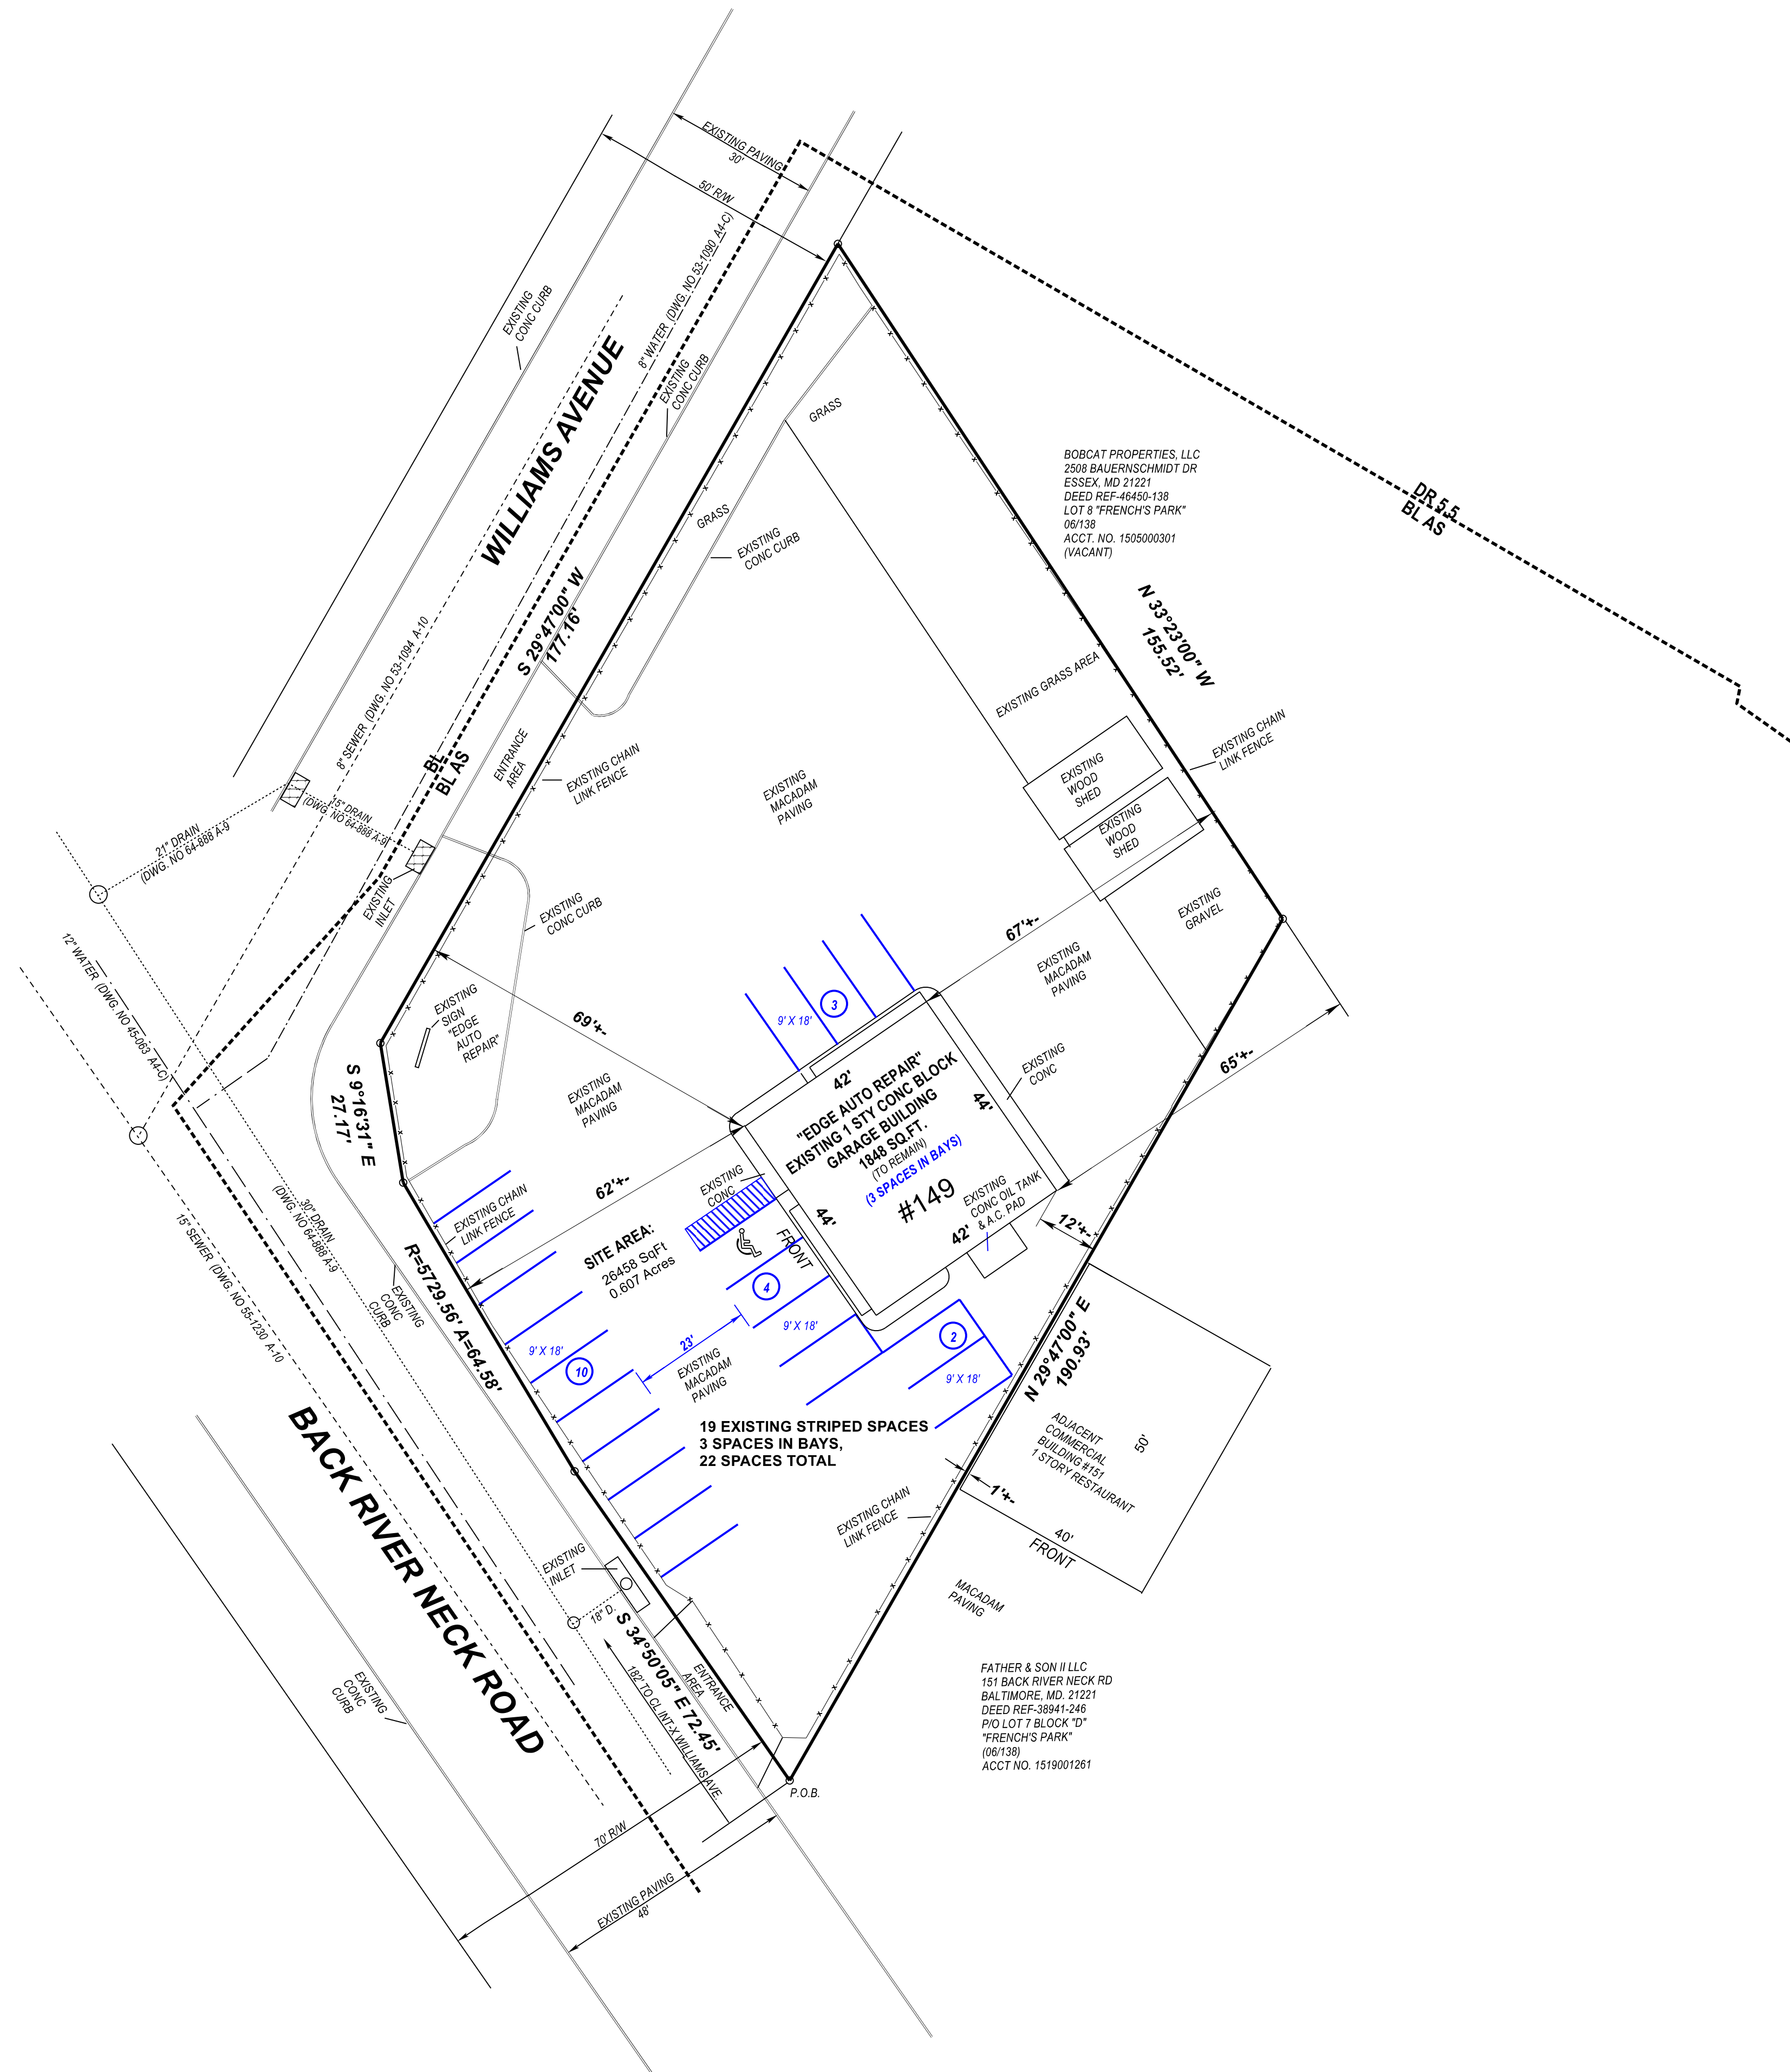 EXISTING PAVING
30'
50' R/W
8" WATER (DWG. NO 53-1090 A4-C)
EXISTING
CONC CURB
EXISTING
CONC CURB
WILLIAMS AVENUE
GRASS
GRASS
EXISTING
CONC CURB
BOBCAT PROPERTIES, LLC
2508 BAUERNSCHMIDT DR
ESSEX, MD 21221
DEED REF-46450-138
LOT 8 "FRENCH'S PARK"
06/138
ACCT. NO. 1505000301
(VACANT)
DR 5.5
BL AS
N 33°23'00" W
155.52'
S 29°47'00" W
177.16'
8" SEWER (DWG. NO 53-1094 A-10
EXISTING GRASS AREA
BL
BL AS
ENTRANCE
AREA
EXISTING CHAIN
LINK FENCE
EXISTING
MACADAM
PAVING
EXISTING
WOOD
SHED
EXISTING CHAIN
LINK FENCE
EXISTING
WOOD
SHED
15" DRAIN
(DWG. NO 64-888 A-9)
21" DRAIN
(DWG. NO 64-888 A-9
EXISTING
INLET
EXISTING
CONC CURB
EXISTING
GRAVEL
67'+-
EXISTING
MACADAM
PAVING
12" WATER (DWG. NO 45-063 A4-C)
EXISTING
SIGN
"EDGE
AUTO
REPAIR"
69'+-
3
9' X 18'
EXISTING
CONC
65'+-
S 9°16'31" E
27.17'
EXISTING
MACADAM
PAVING
42'
44'
"EDGE AUTO REPAIR"
EXISTING 1 STY CONC BLOCK
GARAGE BUILDING
1848 SQ.FT.
(TO REMAIN)
(3 SPACES IN BAYS)
#149
EXISTING
CONC OIL TANK
& A.C. PAD
42'
44'
12'+-
EXISTING
CONC
62'+-
FRONT
SITE AREA:
26458 SqFt
0.607 Acres
EXISTING CHAIN
LINK FENCE
30" DRAIN
(DWG. NO 64-888 A-9
15" SEWER (DWG. NO 55-1230 A-10
EXISTING
CONC
CURB
R=5729.56' A=64.58'
4
9' X 18'
23'
EXISTING
MACADAM
PAVING
9' X 18'
10
2
9' X 18'
N 29°47'00" E
190.93'
19 EXISTING STRIPED SPACES
3 SPACES IN BAYS,
22 SPACES TOTAL
ADJACENT
COMMERCIAL
BUILDING #151
1 STORY RESTAURANT
50'
40'
FRONT
1'+-
EXISTING CHAIN
LINK FENCE
BACK RIVER NECK ROAD
EXISTING
INLET
18" D.
S 34°50'05" E 72.45'
182' TO CL INT-X WILLIAMS AVE.
ENTRANCE
AREA
MACADAM
PAVING
EXISTING
CONC
CURB
FATHER & SON II LLC
151 BACK RIVER NECK RD
BALTIMORE, MD. 21221
DEED REF-38941-246
P/O LOT 7 BLOCK "D"
"FRENCH'S PARK"
(06/138)
ACCT NO. 1519001261
P.O.B.
70' R/W
EXISTING PAVING
48'